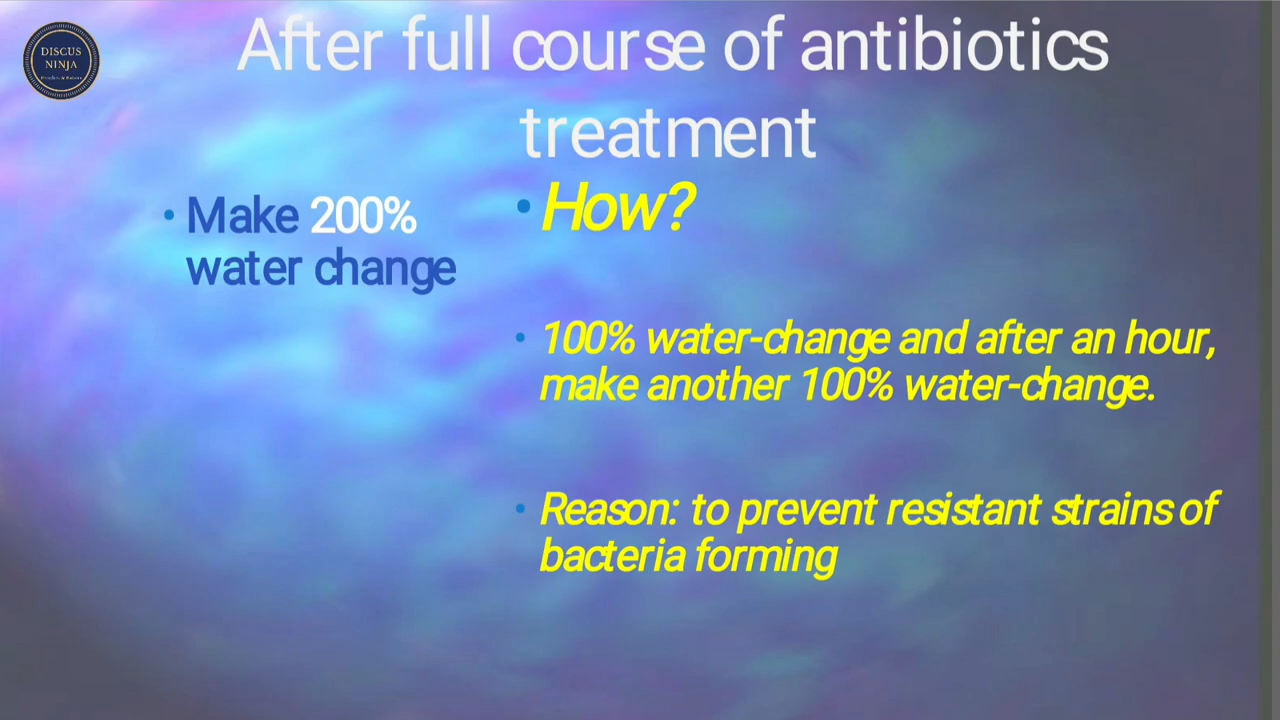 DISCUS
NINJA
After full course of antibiotics
treatment
• Make 200%
water change
• How?
• 100% water-change and after an hour,
make another 100% water-change.
• Reason: to prevent resistant strains of
bacteria forming